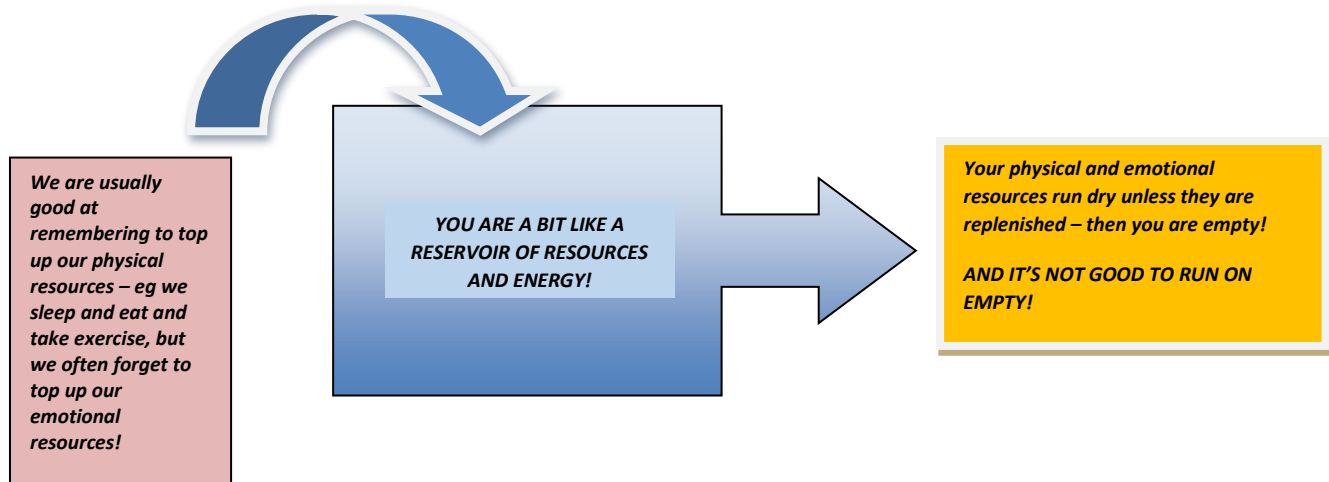 We are usually
good at
remembering to top
up our physical
resources – eg we
sleep and eat and
take exercise, but
we often forget to
top up our
emotional
resources!
YOU ARE A BIT LIKE A
RESERVOIR OF RESOURCES
AND ENERGY!
Your physical and emotional
resources run dry unless they are
replenished – then you are empty!
AND IT’S NOT GOOD TO RUN ON
EMPTY!